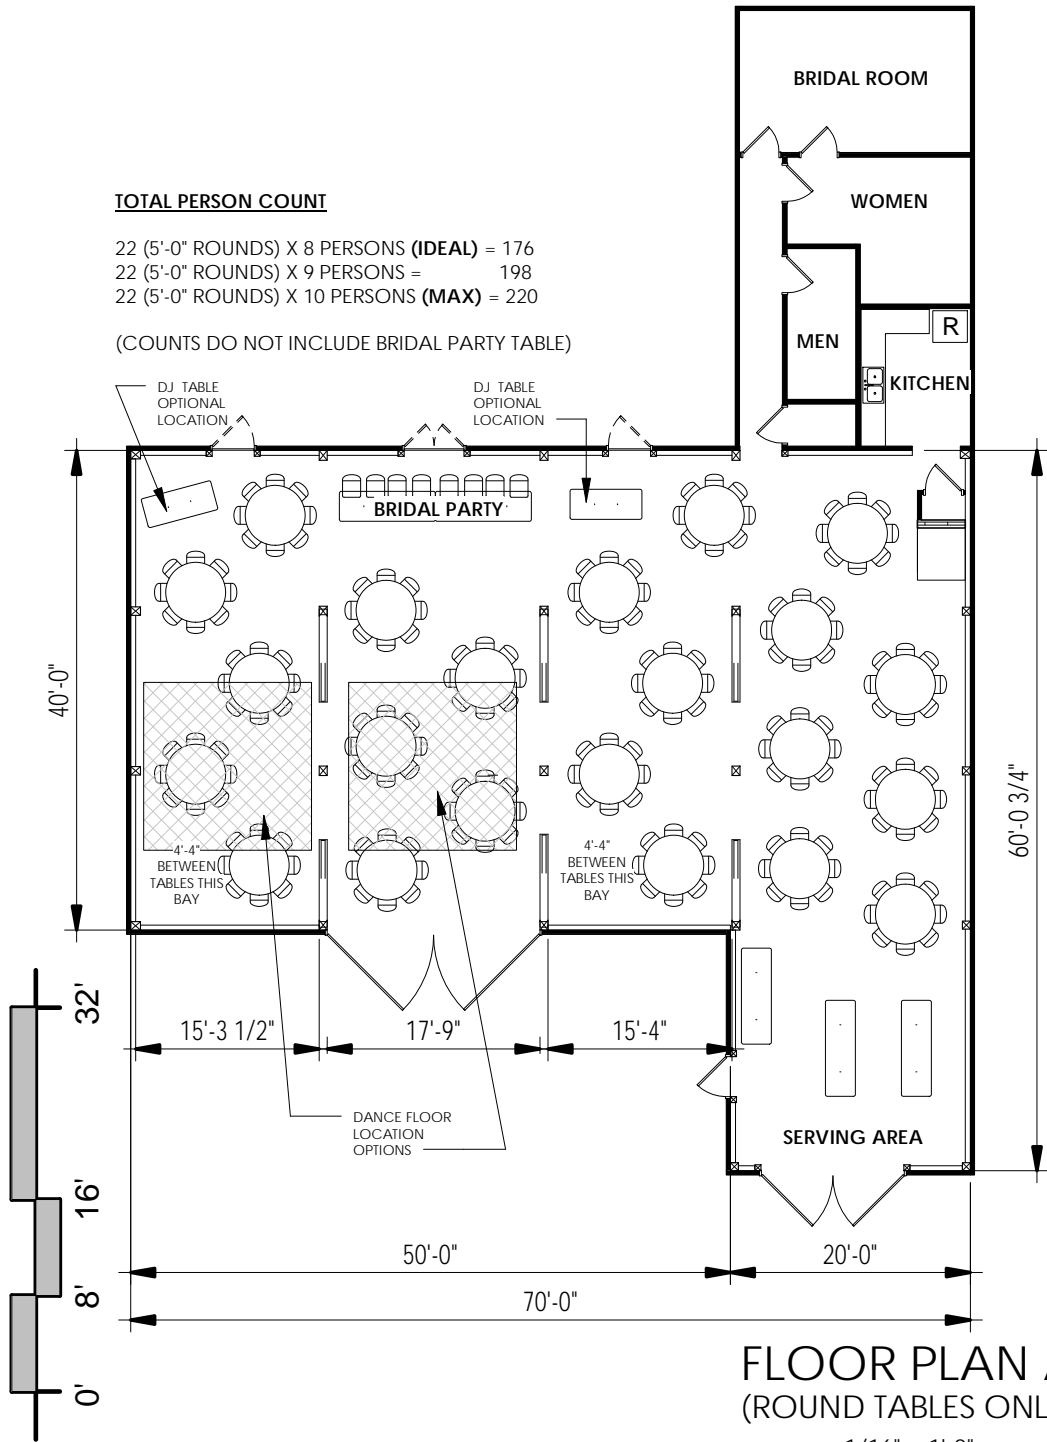 BRIDAL ROOM
WOMEN
TOTAL PERSON COUNT
22 (5'-0" ROUNDS) X 8 PERSONS (IDEAL) = 176
22 (5'-0" ROUNDS) X 9 PERSONS = 198
22 (5'-0" ROUNDS) X 10 PERSONS (MAX) = 220
(COUNTS DO NOT INCLUDE BRIDAL PARTY TABLE)
MEN
R
KITCHEN
DJ TABLE
OPTIONAL
LOCATION
DJ TABLE
OPTIONAL
LOCATION
BRIDAL PARTY
40'-0"
60'-0 3/4"
4'-4"
BETWEEN
TABLES THIS
BAY
4'-4"
BETWEEN
TABLES THIS
BAY
15'-3 1/2"
17'-9"
15'-4"
DANCE FLOOR
LOCATION
OPTIONS
SERVING AREA
32'
16'
8'
0'
50'-0"
20'-0"
70'-0"
FLOOR PLAN
(ROUND TABLES ONL